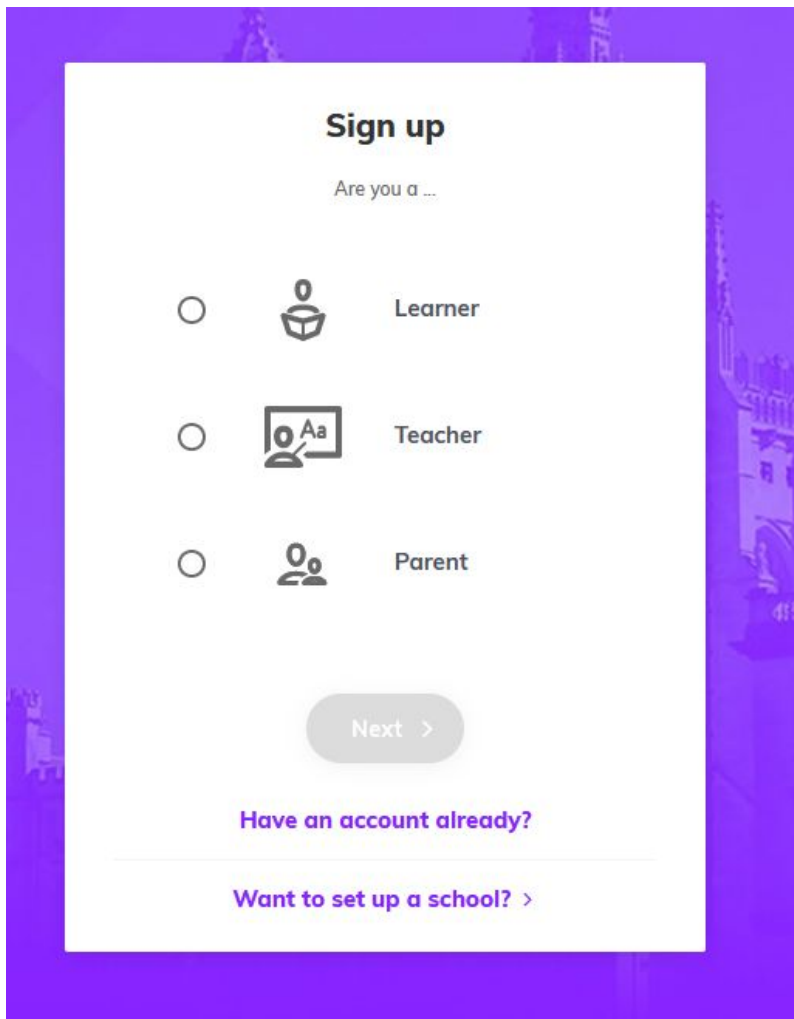 Sign up
Are you a ...
Learner
Aa
Teacher
Parent
Next >
Have an account already?
Want to set up a school? >